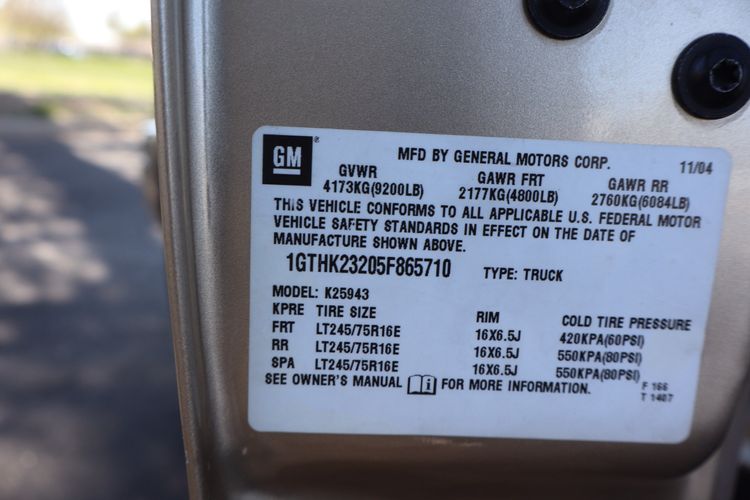 GM
MFD BY GENERAL MOTORS CORP. 11/04
GVWR GAWR FRT GAWR RR
4173KG(9200LB) 2177KG(4800LB) 2760KG(6084LB)
THIS VEHICLE CONFORMS TO ALL APPLICABLE U.S. FEDERAL MOTOR
VEHICLE SAFETY STANDARDS IN EFFECT ON THE DATE OF
MANUFACTURE SHOWN ABOVE.
1GTHK23205F865710 TYPE: TRUCK
MODEL: K25943
KPRE TIRE SIZE RIM COLD TIRE PRESSURE
FRT LT245/75R16E 16X6.5J 420KPA(60PSI)
RR LT245/75R16E 16X6.5J 550KPA(80PSI)
SPA LT245/75R16E 16X6.5J 550KPA(80PSI)
SEE OWNER'S MANUAL FOR MORE INFORMATION.
F 166
T 1407